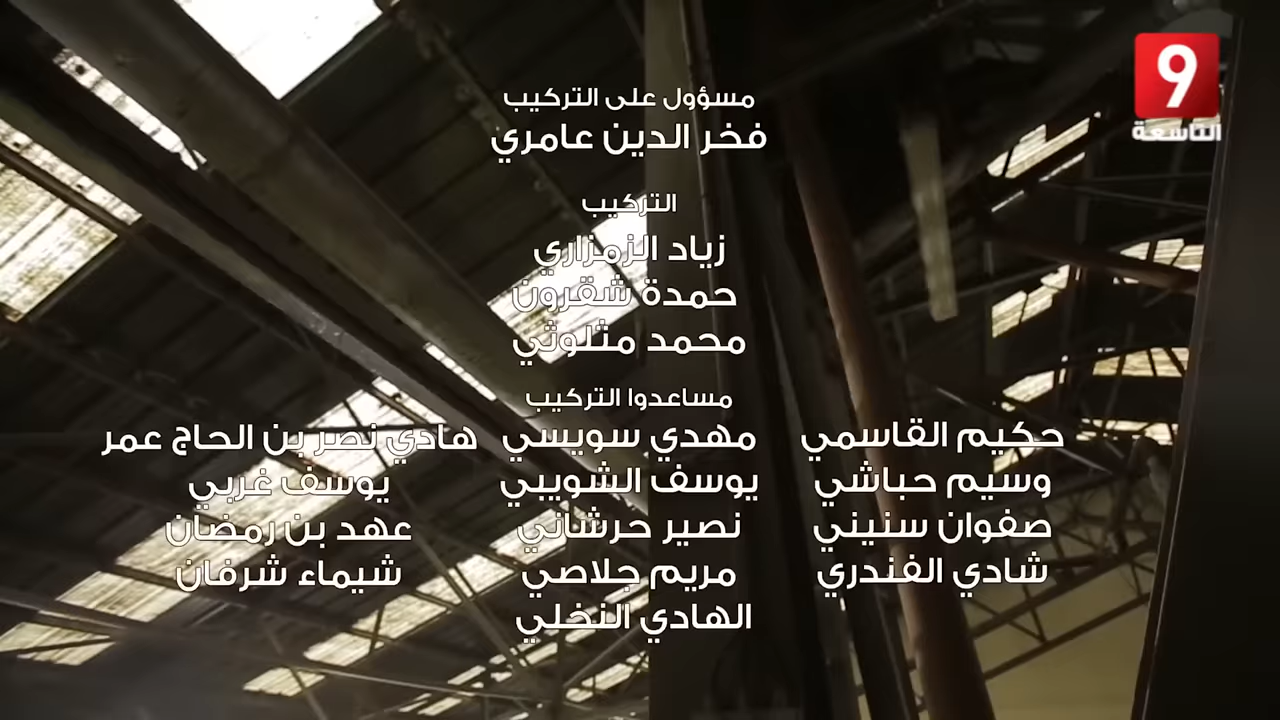 9
التاسعة
مسؤول على التركيب
فخر الدين عامري
التركيب
زياد الزمزاري
حمدة شقرون
محمد مثلوثي
مساعدوا التركيب
حكيم القاسمي مهدي سويسي هادي نصر بن الحاج عمر
وسيم حباشي يوسف الشويبي يوسف غربي
صفوان سنيني نصير حرشاني عهد بن رمضان
شادي الفندري مريم جلاصي شيماء شرفان
الهادي النخلي